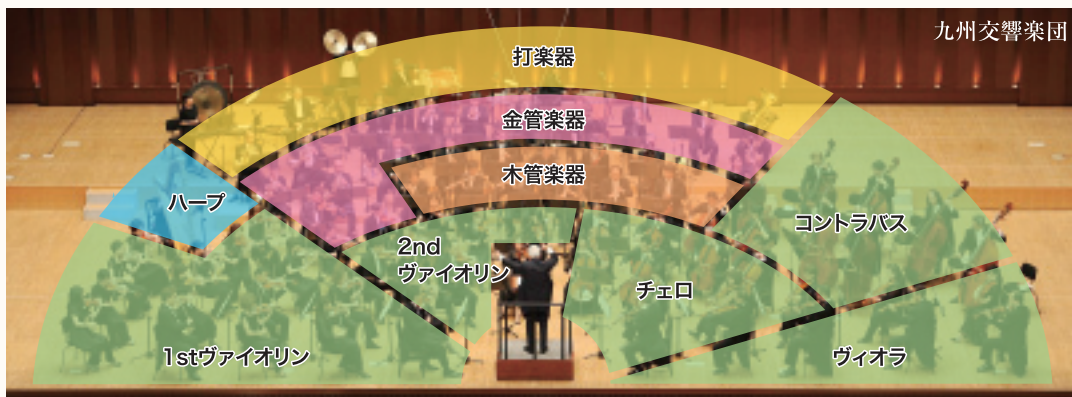 九州交響楽団
打楽器
金管楽器
木管楽器
ハープ
コントラバス
2nd
ヴァイオリン
チェロ
1stヴァイオリン
ヴィオラ